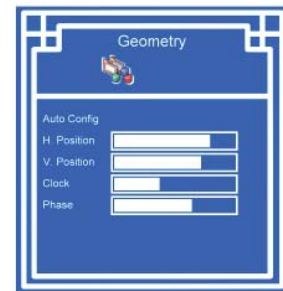 Geometry
Auto Config
H. Position
V. Position
Clock
Phase